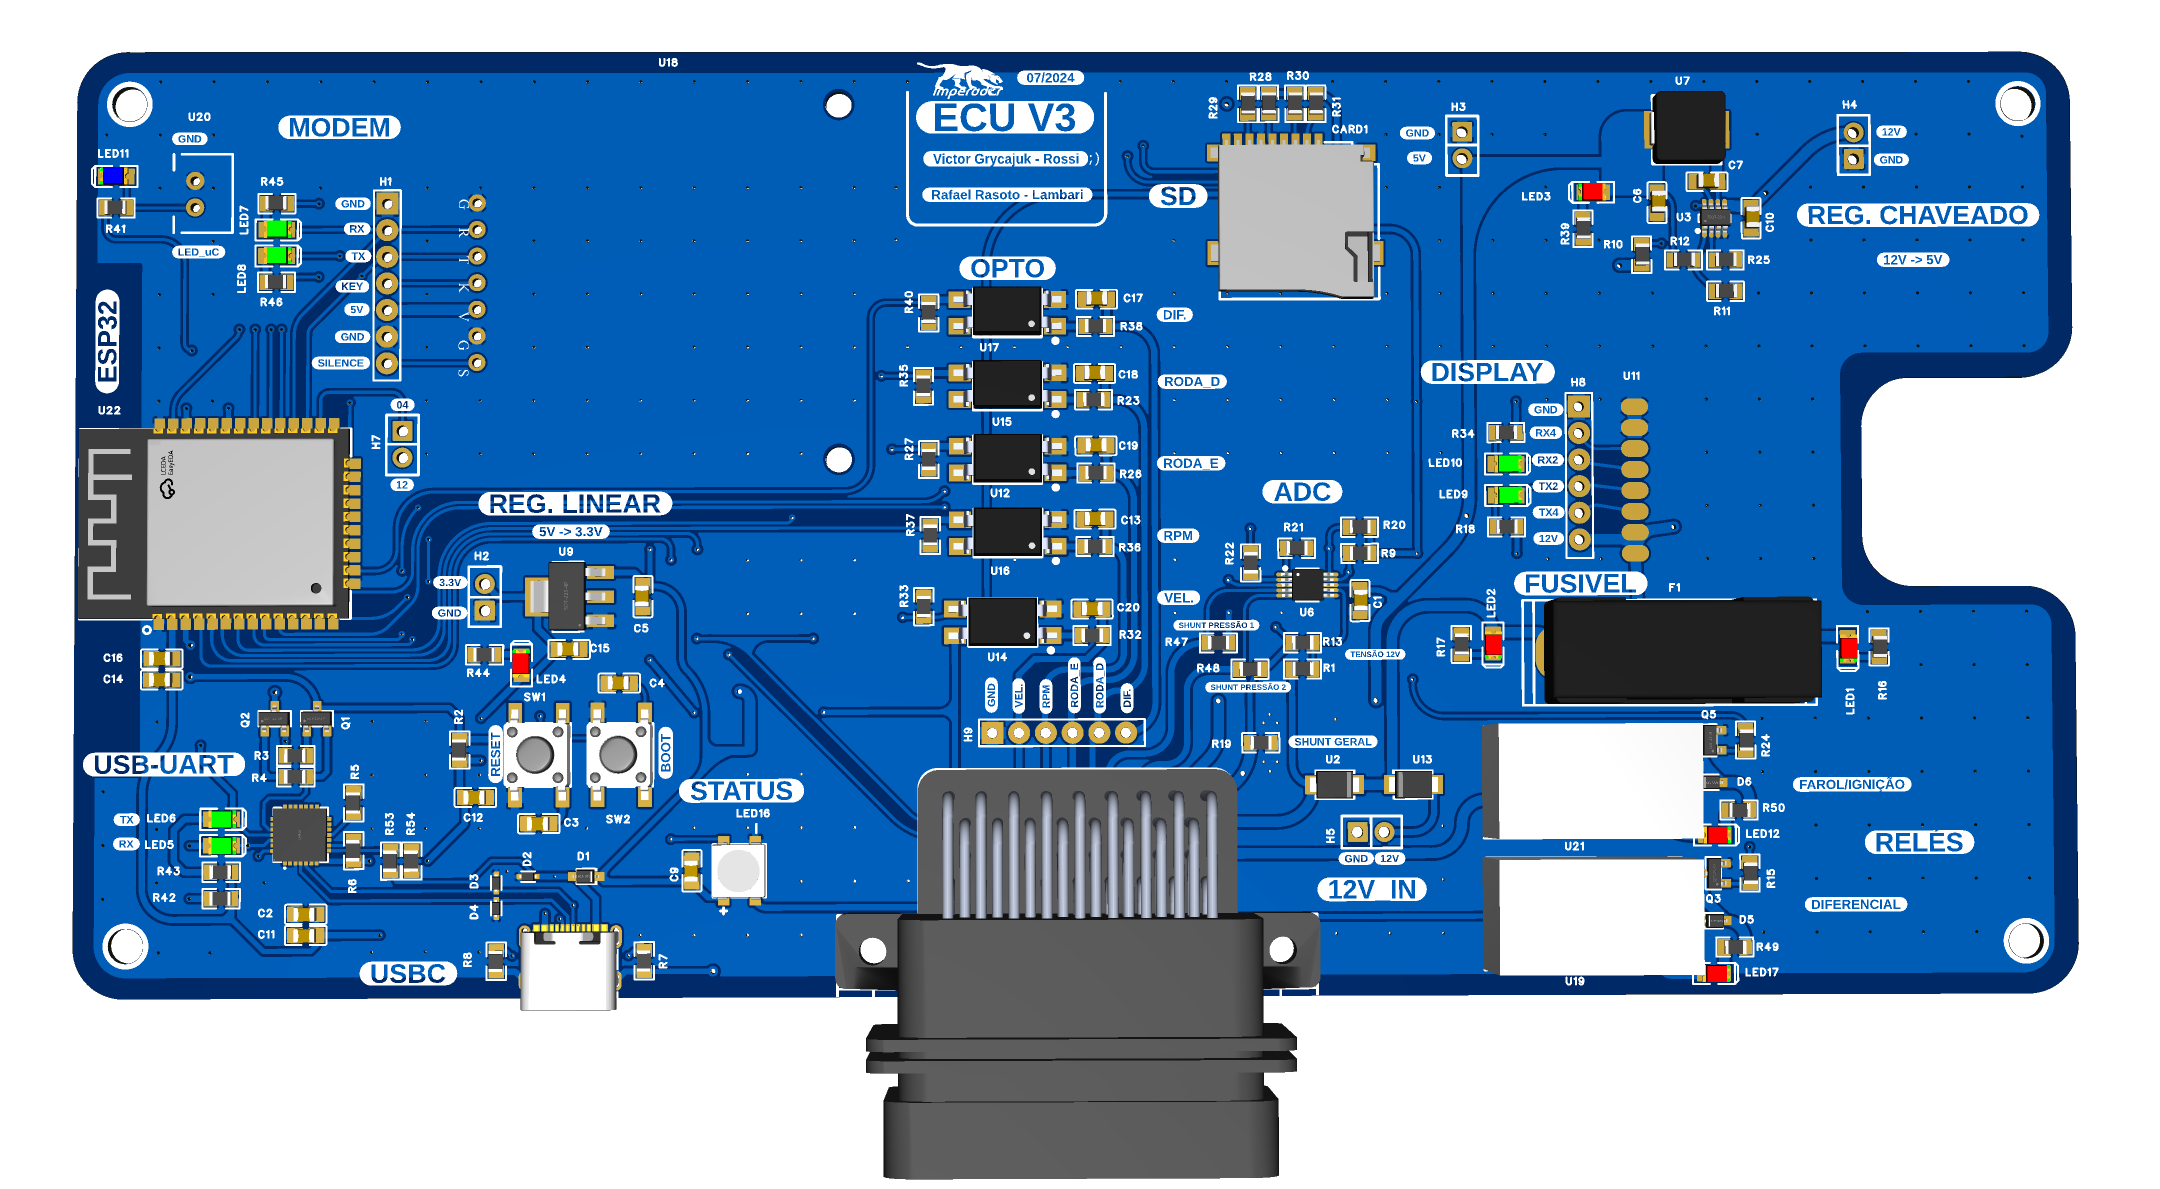 U18
Imperador
07/2024
ECU V3
Victor Grycajuk - Rossi ;)
Rafael Rasoto - Lambari
U20
GND
LED11
R41
LED_uC
MODEM
R45
LED7
LED8
R46
H1
GND
RX
TX
KEY
5V
GND
SILENCE
G
R
T
K
V
G
S
ESP32
U22
LCEDA
EasyEDA
04
H7
12
REG. LINEAR
5V -> 3.3V
U9
H2
3.3V
GND
C5
C15
R44
LED4
C16
C14
SW1
C4
Q2
Q1
R2
RESET
BOOT
R3
R4
USB-UART
R5
TX
LED6
RX
LED5
R53
R54
R43
R42
R6
C12
C3
SW2
STATUS
LED16
C9
+
D2
D1
D3
D4
C2
C11
USBC
R8
R7
OPTO
R40
C17
R38
U17
DIF.
R35
C18
R23
U15
RODA_D
R27
C19
R26
U12
RODA_E
R37
C13
R36
U16
RPM
R33
C20
R32
U14
VEL.
H9
GND
VEL.
RPM
RODA_E
RODA_D
DIF.
SD
R28
R30
R29
R31
CARD1
H3
GND
5V
U7
H4
12V
GND
C7
LED3
C6
U3
C10
R39
R10
R12
R25
R11
REG. CHAVEADO
12V -> 5V
DISPLAY
H8
U11
GND
RX4
RX2
TX2
TX4
12V
R34
LED10
LED9
R18
ADC
R21
R20
R22
R9
U6
C1
SHUNT PRESSÃO 1
R47
R13
R48
R1
TENSÃO 12V
SHUNT PRESSÃO 2
R19
SHUNT GERAL
U2
U13
H5
GND
12V
12V IN
FUSIVEL
F1
LED2
R17
LED1
R16
Q5
R24
D6
R50
LED12
FAROL/IGNIÇÃO
RELÉS
U21
R15
Q3
D5
R49
LED17
DIFERENCIAL
U19